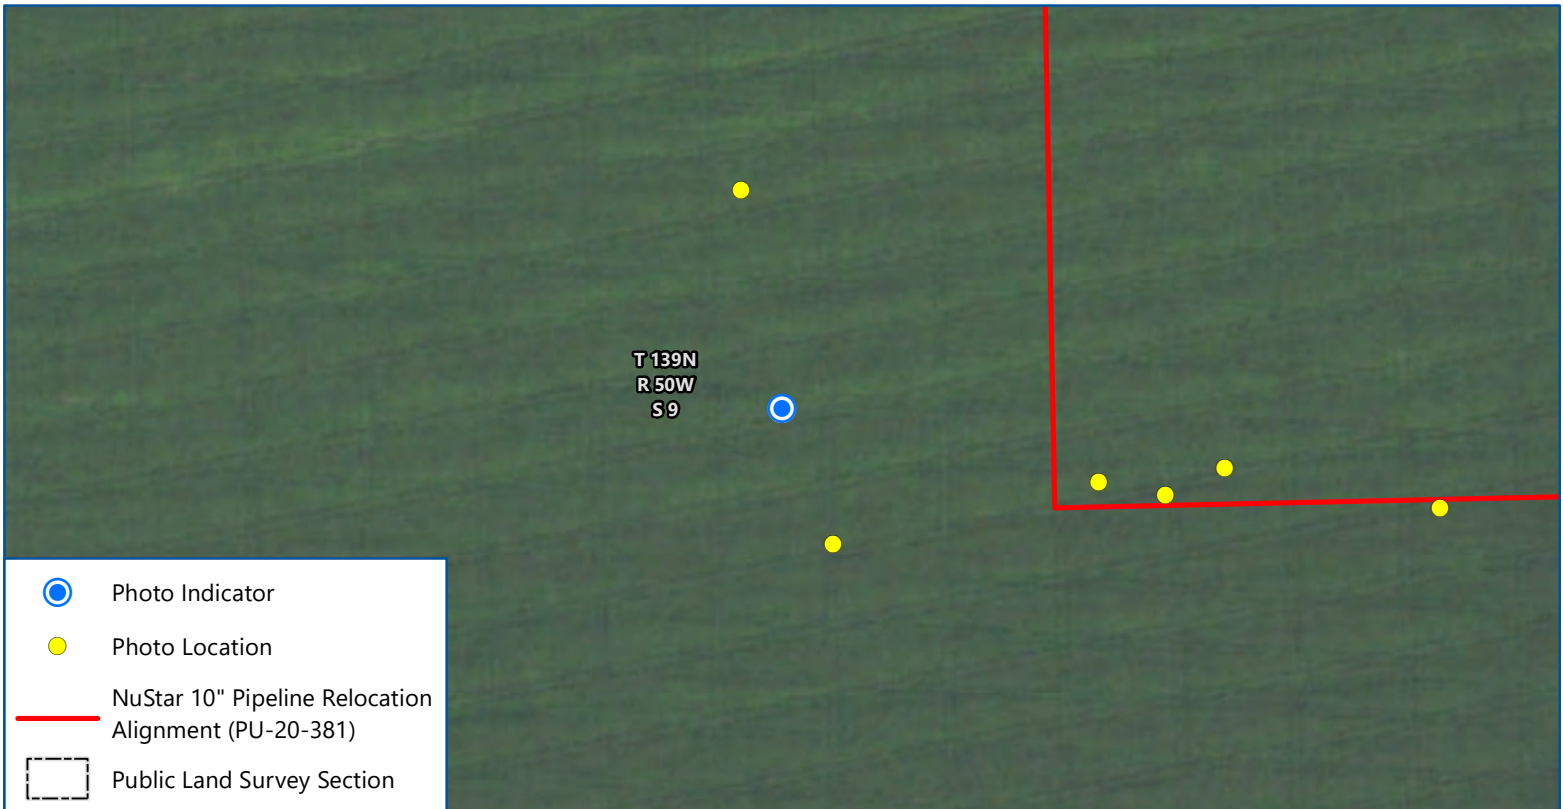 T 139N
R 50W
S 9
Photo Indicator
Photo Location
NuStar 10" Pipeline Relocation
Alignment (PU-20-381)
Public Land Survey Section